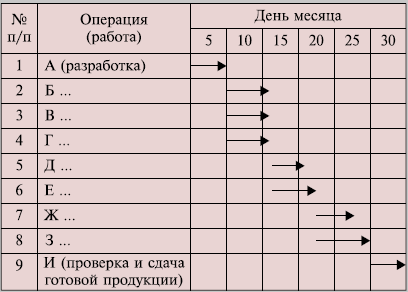 № п/п Операция (работа) День месяца
5 10 15 20 25 30
1 А (разработка)
2 Б ...
3 В ...
4 Г ...
5 Д ...
6 Е ...
7 Ж ...
8 З ...
9 И (проверка и сдача
готовой продукции)